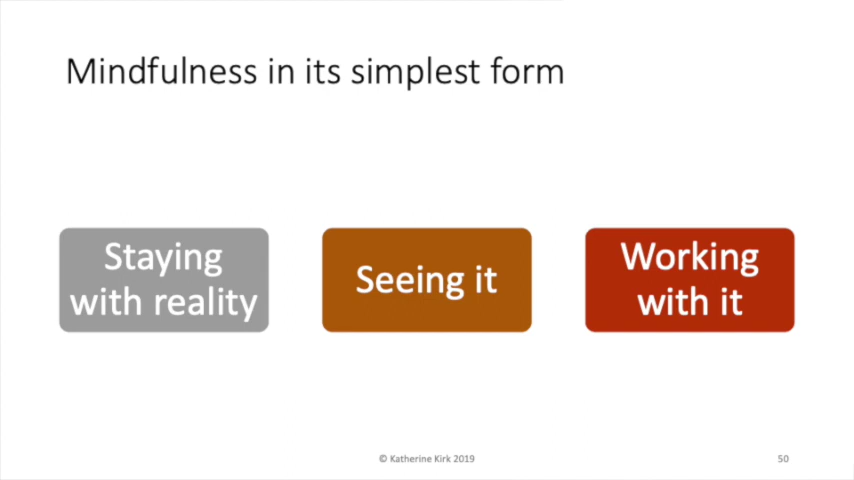 Mindfulness in its simplest form
Staying
with reality
Seeing it
Working
with it
© Katherine Kirk 2019
50